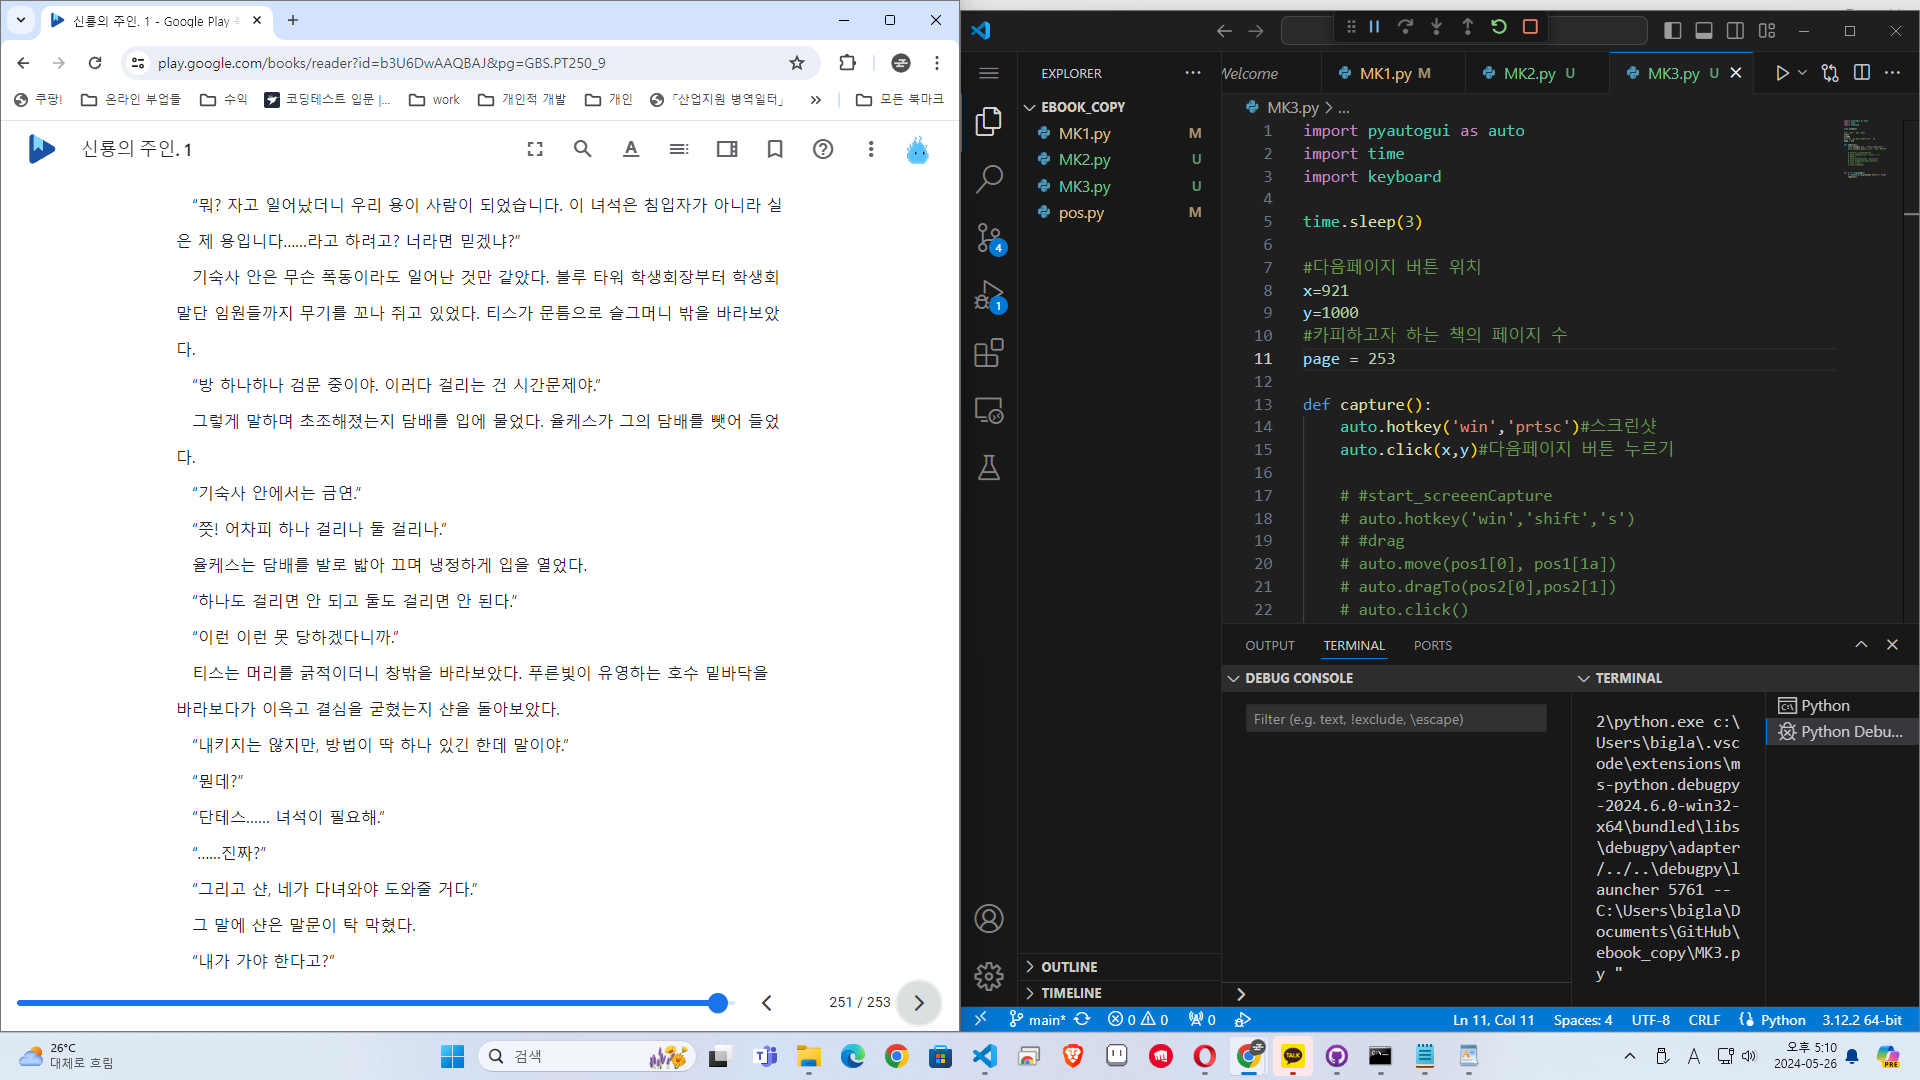 신룡의 주인. 1 - Google Play
play.google.com/books/reader?id=b3U6DwAAQBAJ&pg=GBS.PT250_9
쿠팡!
온라인 부업들
수익
코딩테스트 입문 |...
work
개인적 개발
개인
「산업지원 병역일터」
모든 북마크
신룡의 주인. 1
“뭐? 자고 일어났더니 우리 용이 사람이 되었습니다. 이 녀석은 침입자가 아니라 실
은 제 용입니다……라고 하려고? 너라면 믿겠냐?”
기숙사 안은 무슨 폭동이라도 일어난 것만 같았다. 블루 타워 학생회장부터 학생회
말단 임원들까지 무기를 꼬나 쥐고 있었다. 티스가 문틈으로 슬그머니 밖을 바라보았
다.
“방 하나하나 검문 중이야. 이러다 걸리는 건 시간문제야.”
그렇게 말하며 초조해졌는지 담배를 입에 물었다. 율케스가 그의 담배를 뺏어 들었
다.
“기숙사 안에서는 금연.”
“쯧! 어차피 하나 걸리나 둘 걸리나.”
율케스는 담배를 발로 밟아 끄며 냉정하게 입을 열었다.
“하나도 걸리면 안 되고 둘도 걸리면 안 된다.”
“이런 이런 못 당하겠다니까.”
티스는 머리를 긁적이더니 창밖을 바라보았다. 푸른빛이 유영하는 호수 밑바닥을
바라보다가 이윽고 결심을 굳혔는지 샨을 돌아보았다.
“내키지는 않지만, 방법이 딱 하나 있긴 한데 말이야.”
“뭔데?”
“단테스…… 녀석이 필요해.”
“……진짜?”
“그리고 샨, 네가 다녀와야 도와줄 거다.”
그 말에 샨은 말문이 탁 막혔다.
“내가 가야 한다고?”
251 / 253
EXPLORER
EBOOK_COPY
MK1.py M
MK2.py U
MK3.py U
pos.py M
OUTLINE
TIMELINE
Welcome
MK1.py M
MK2.py U
MK3.py U
MK3.py > ...
1 import pyautogui as auto
2 import time
3 import keyboard
4
5 time.sleep(3)
6
7 #다음페이지 버튼 위치
8 x=921
9 y=1000
10 #카피하고자 하는 책의 페이지 수
11 page = 253
12
13 def capture():
14 auto.hotkey('win','prtsc')#스크린샷
15 auto.click(x,y)#다음페이지 버튼 누르기
16
17 # #start_screeenCapture
18 # auto.hotkey('win','shift','s')
19 # #drag
20 # auto.move(pos1[0], pos1[1a])
21 # auto.dragTo(pos2[0],pos2[1])
22 # auto.click()
OUTPUT TERMINAL PORTS
DEBUG CONSOLE
Filter (e.g. text, !exclude, \escape)
TERMINAL
2\python.exe c:\
Users\bigla\.vsc
ode\extensions\m
s-python.debugpy
-2024.6.0-win32-
x64\bundled\libs
\debugpy\adapter
/../..\debugpy\l
auncher 5761 --
C:\Users\bigla\D
ocuments\GitHub\
ebook_copy\MK3.p
y "
Python
Python Debu...
4
1
main* 0 0 0
Ln 11, Col 11 Spaces: 4 UTF-8 CRLF Python 3.12.2 64-bit
26°C
대체로 흐림
검색
TALK
A
오후 5:10
2024-05-26
PRE